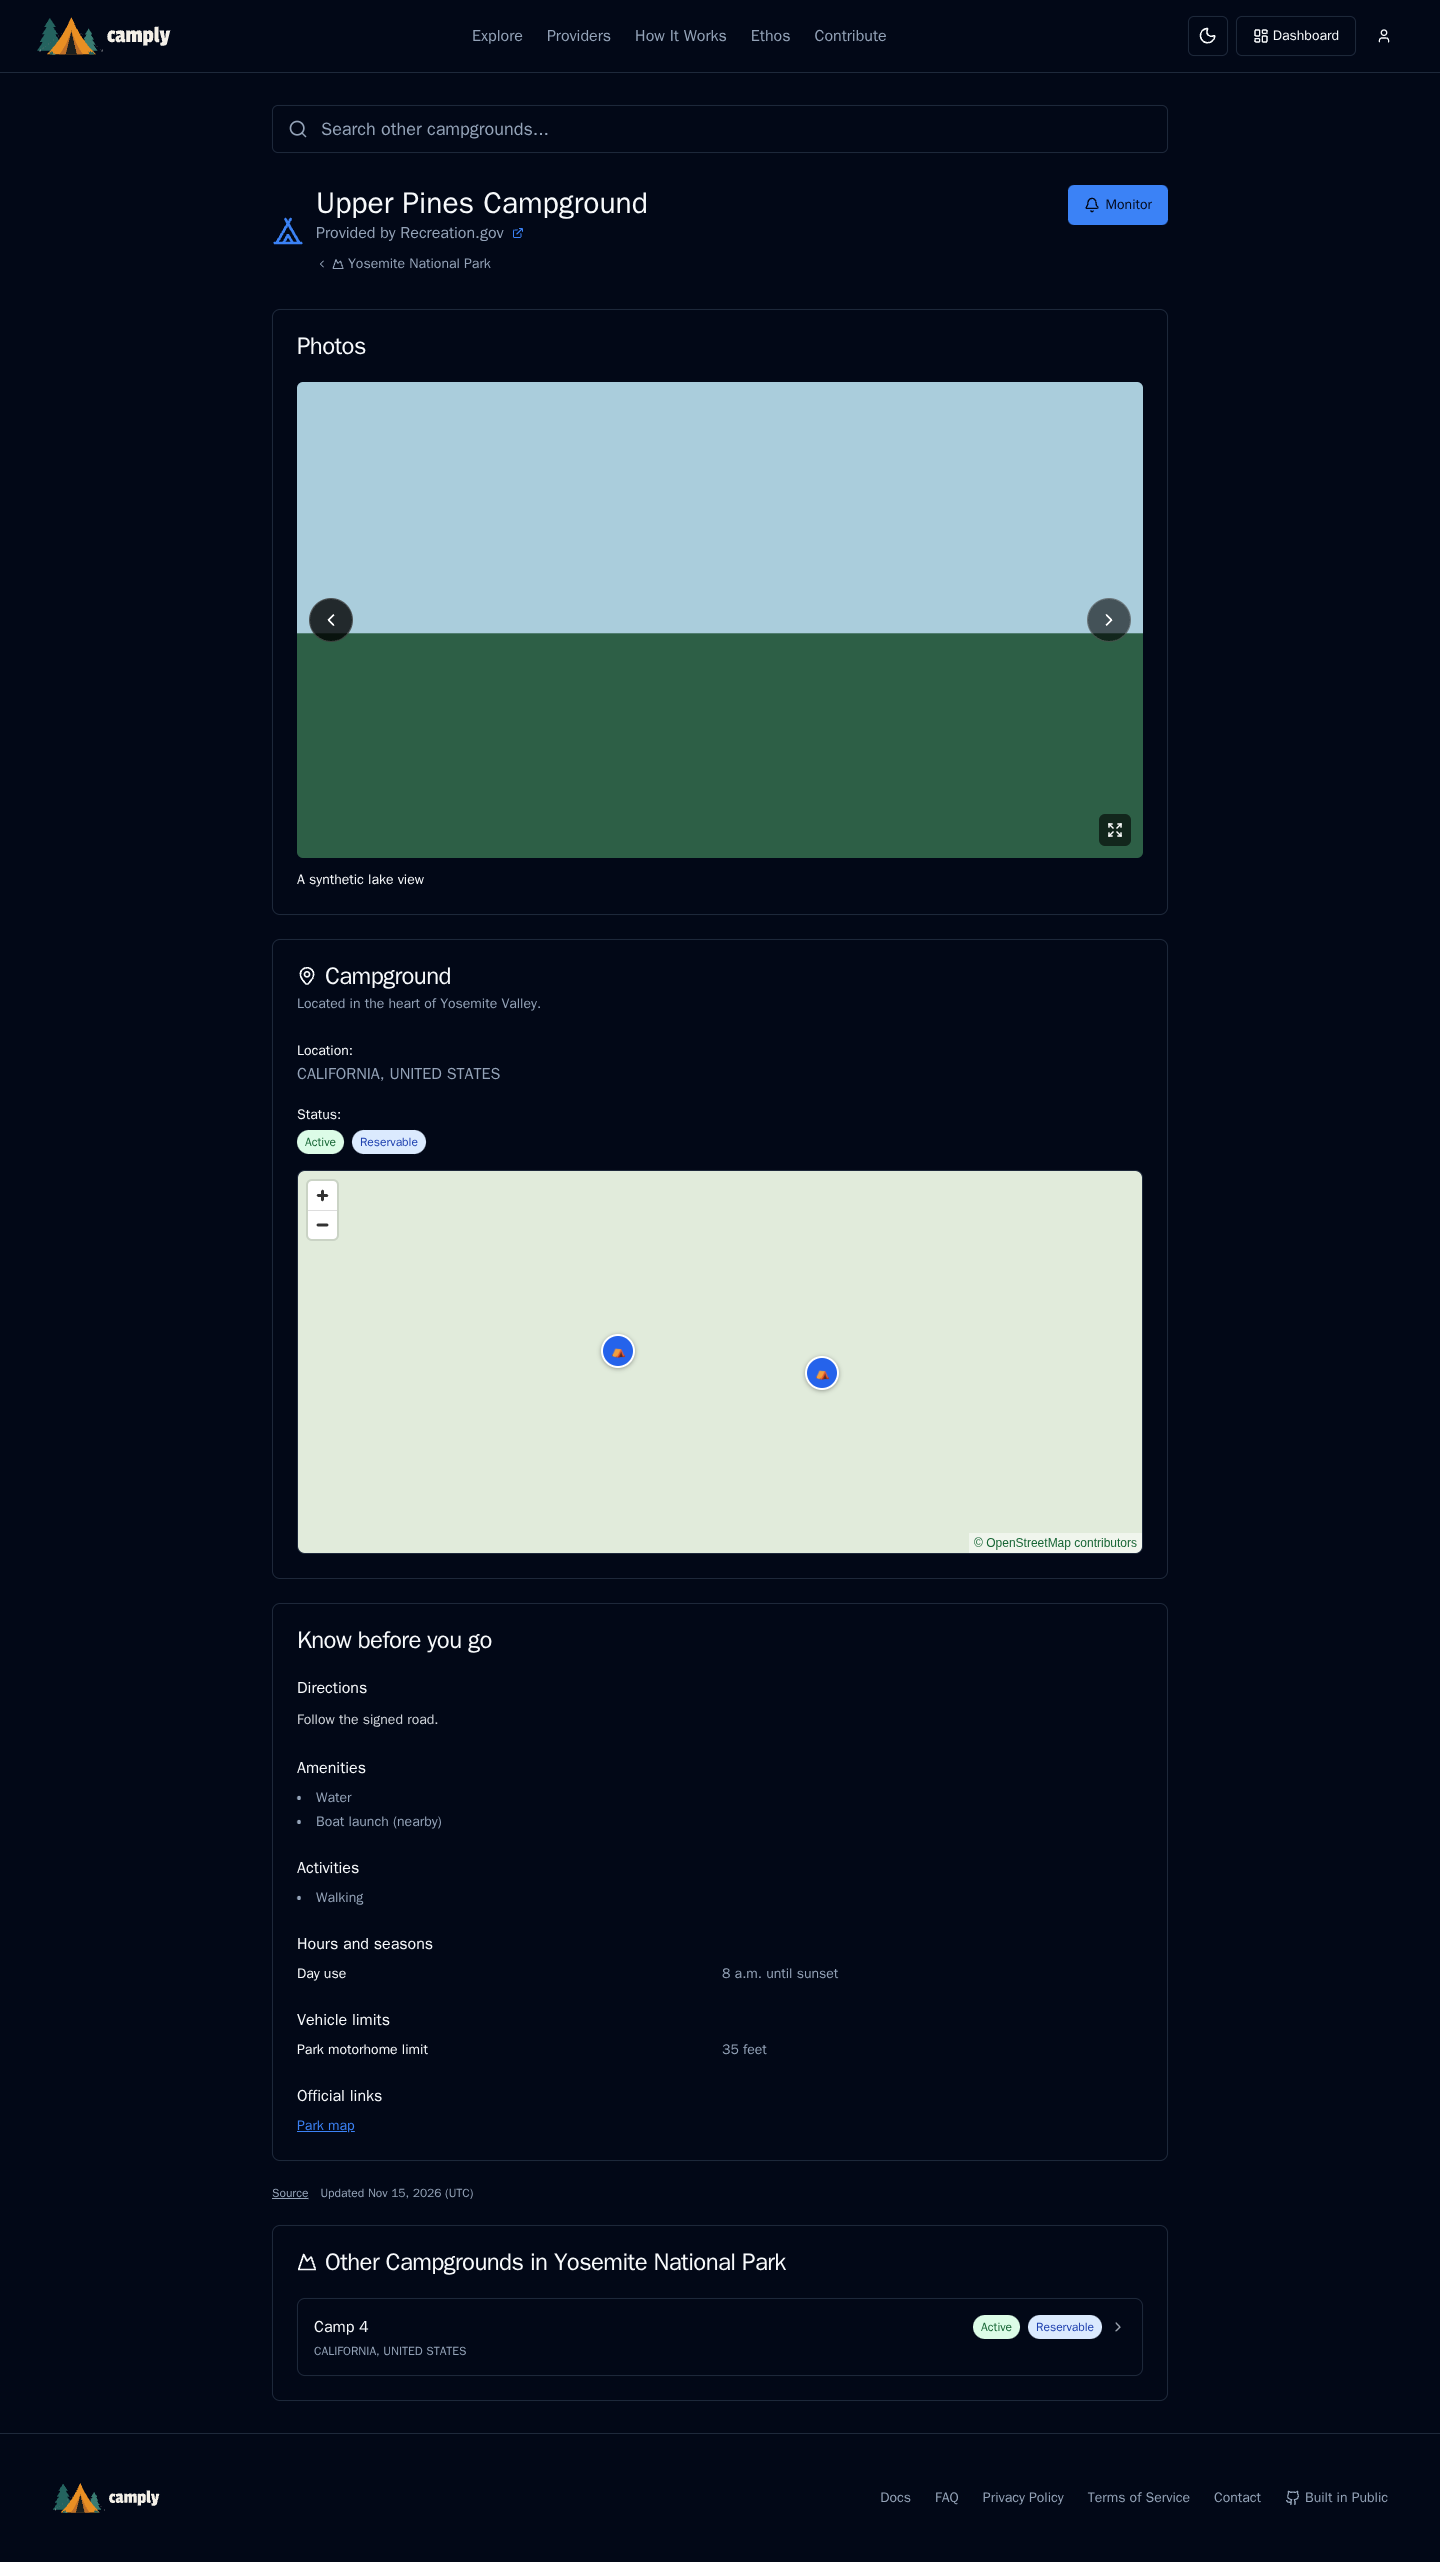 camply
Explore Providers How It Works Ethos Contribute
Dashboard
Search other campgrounds...
Upper Pines Campground
Monitor
Provided by Recreation.gov
Yosemite National Park
Photos
A synthetic lake view
Campground
Located in the heart of Yosemite Valley.
Location:
CALIFORNIA, UNITED STATES
Status:
Active Reservable
© OpenStreetMap contributors
Know before you go
Directions
Follow the signed road.
Amenities
• Water
• Boat launch (nearby)
Activities
• Walking
Hours and seasons
Day use 8 a.m. until sunset
Vehicle limits
Park motorhome limit 35 feet
Official links
Park map
Source Updated Nov 15, 2026 (UTC)
Other Campgrounds in Yosemite National Park
Camp 4 Active Reservable
CALIFORNIA, UNITED STATES
camply
Docs FAQ Privacy Policy Terms of Service Contact Built in Public